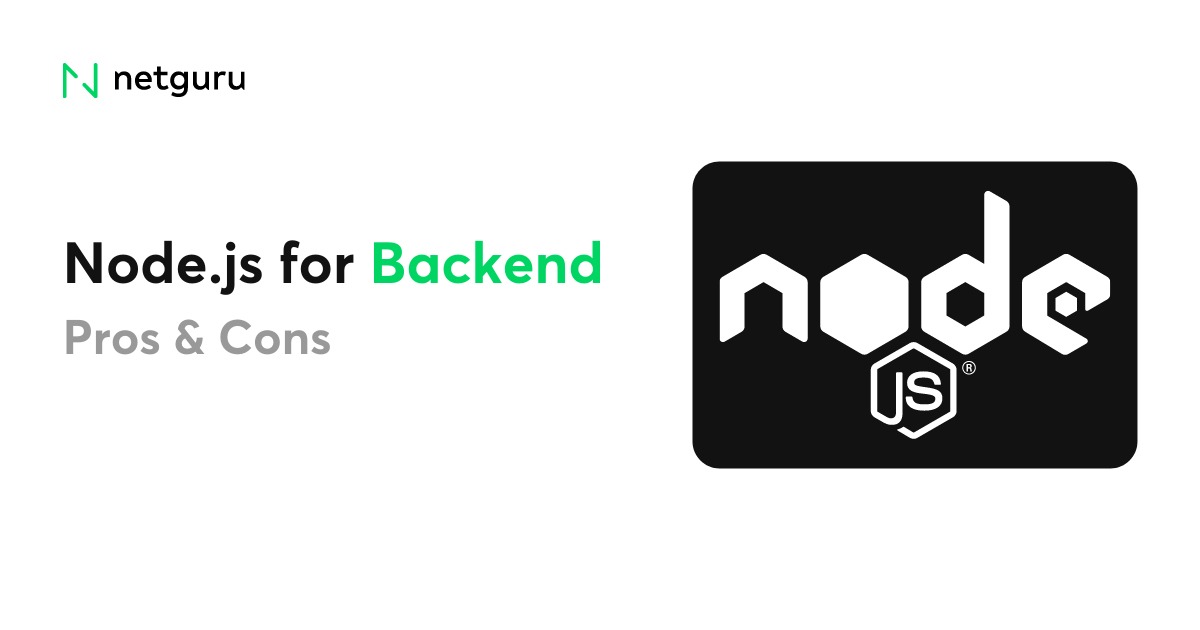 netguru
Node.js for Backend
Pros & Cons
node
JS®